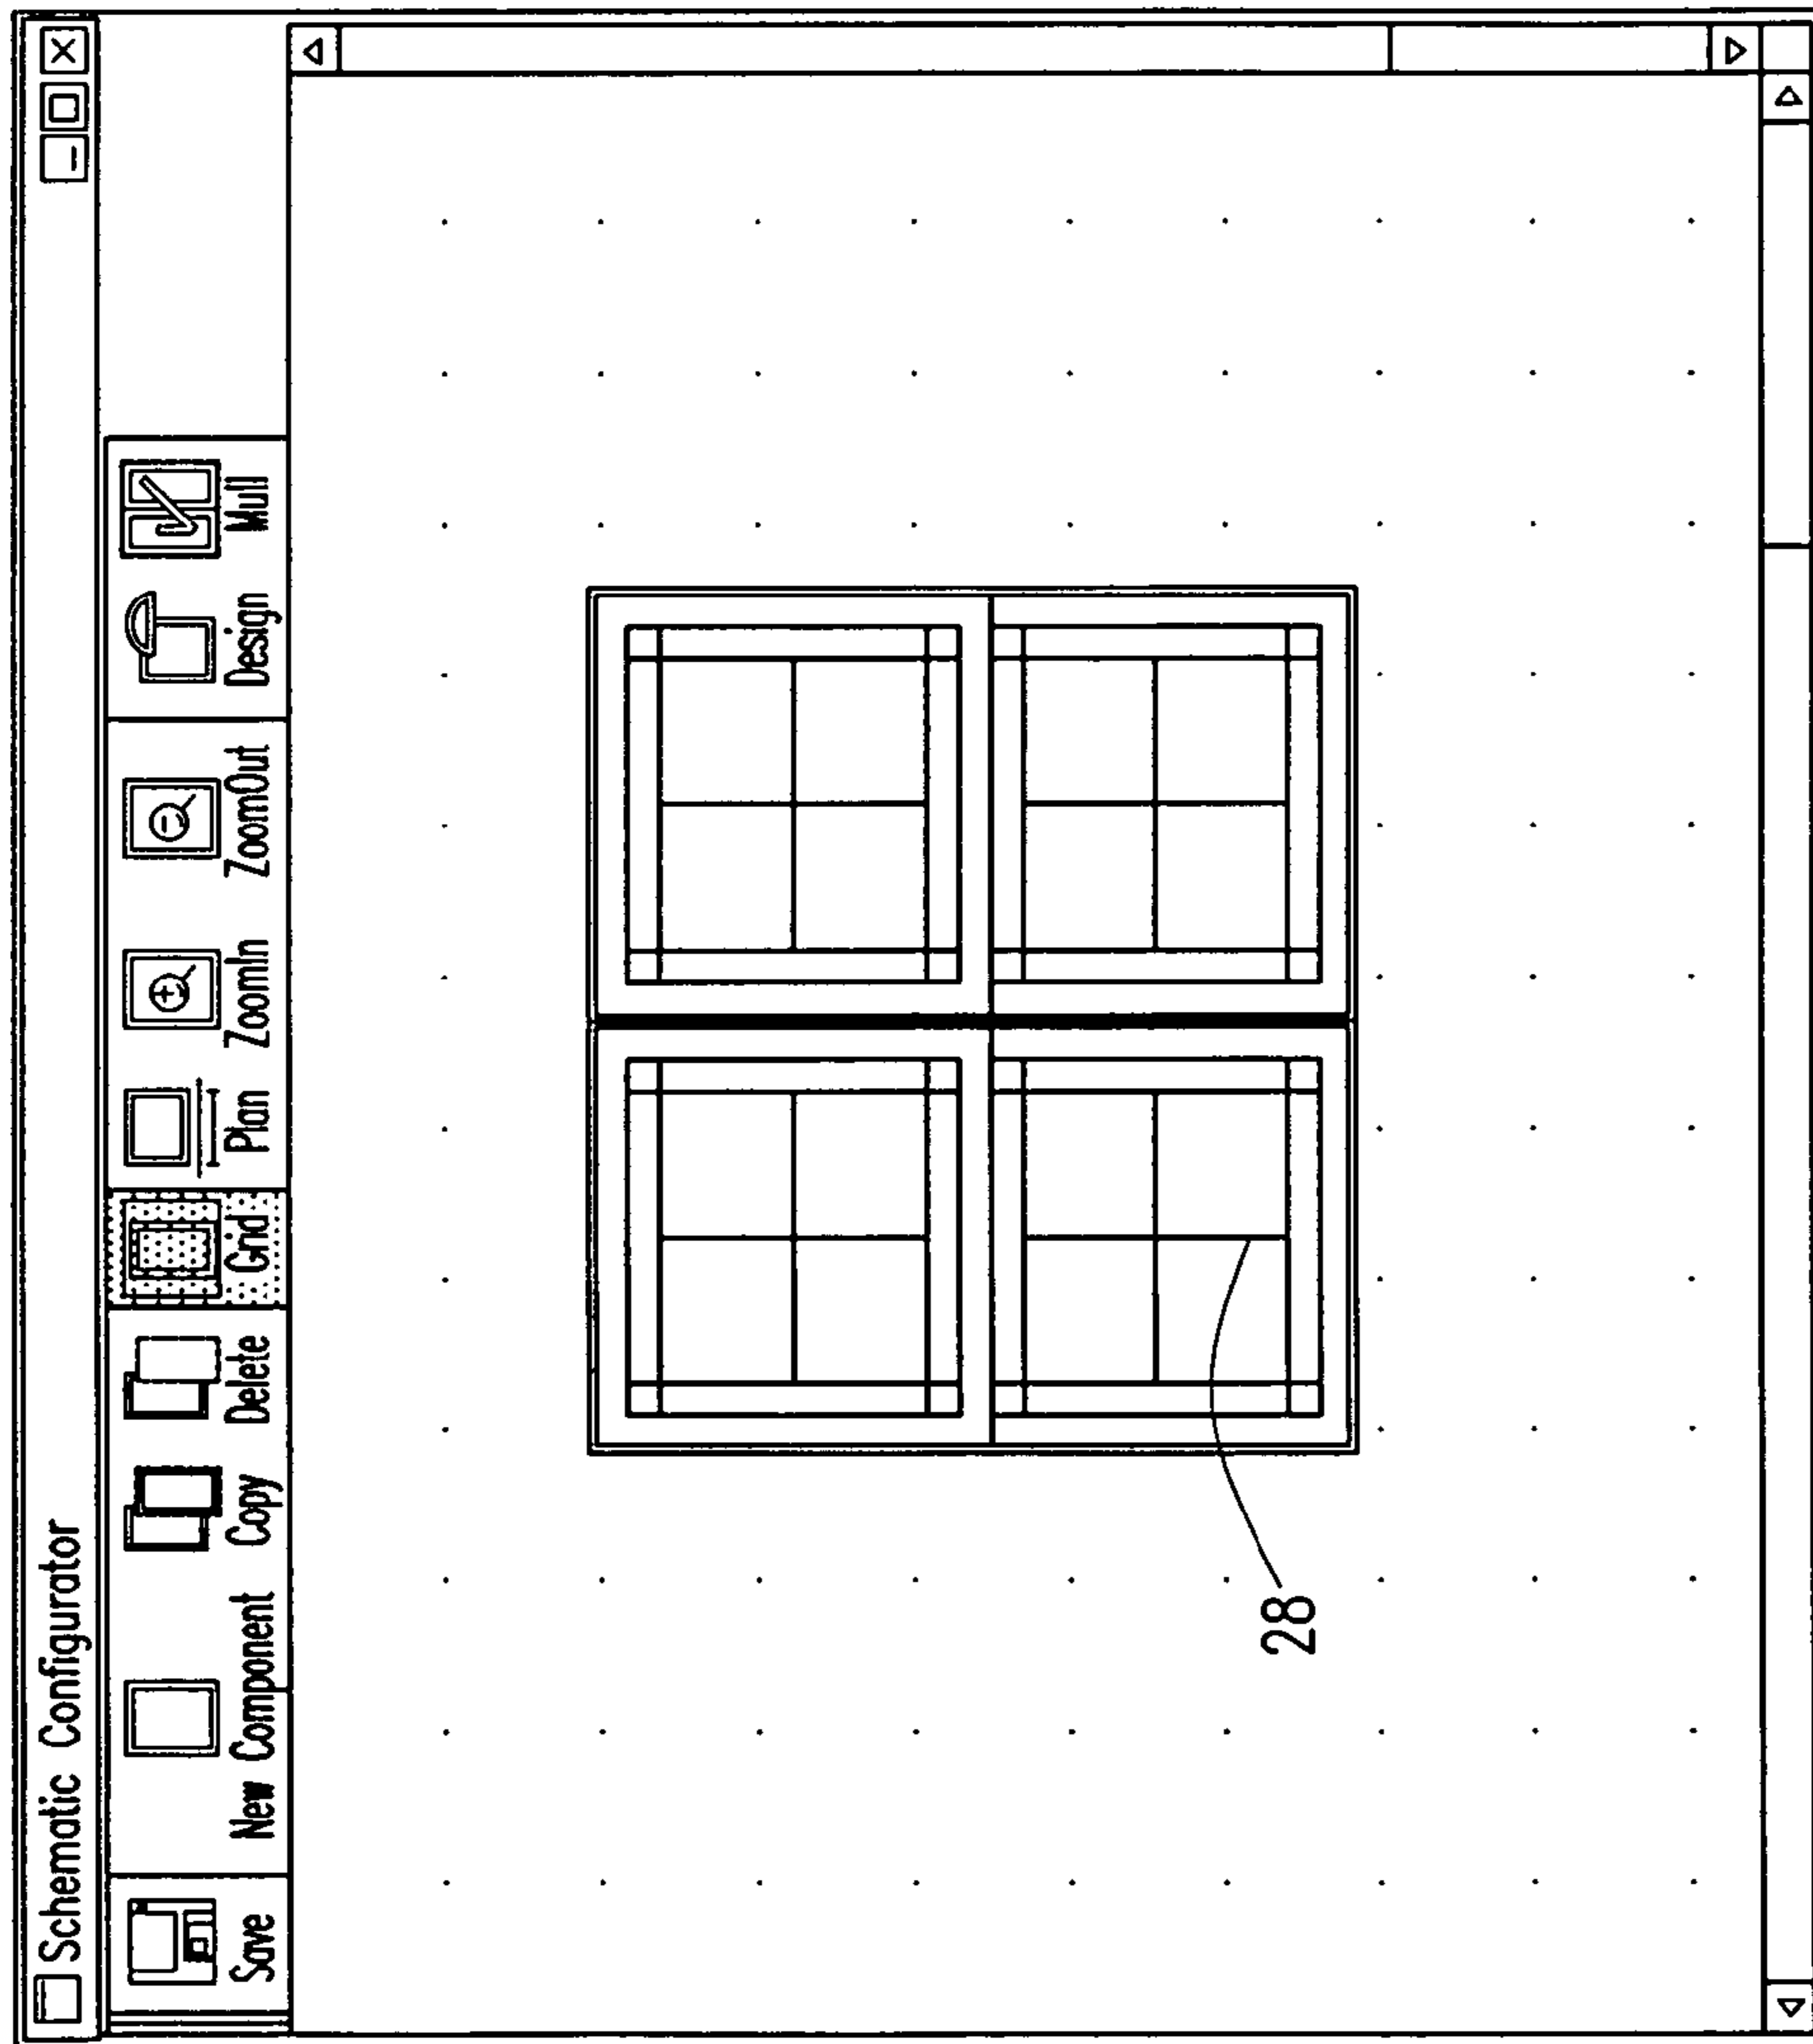 Schematic Configurator
Save New Component Copy Delete Grid Plan ZoomIn ZoomOut Design Mull
28